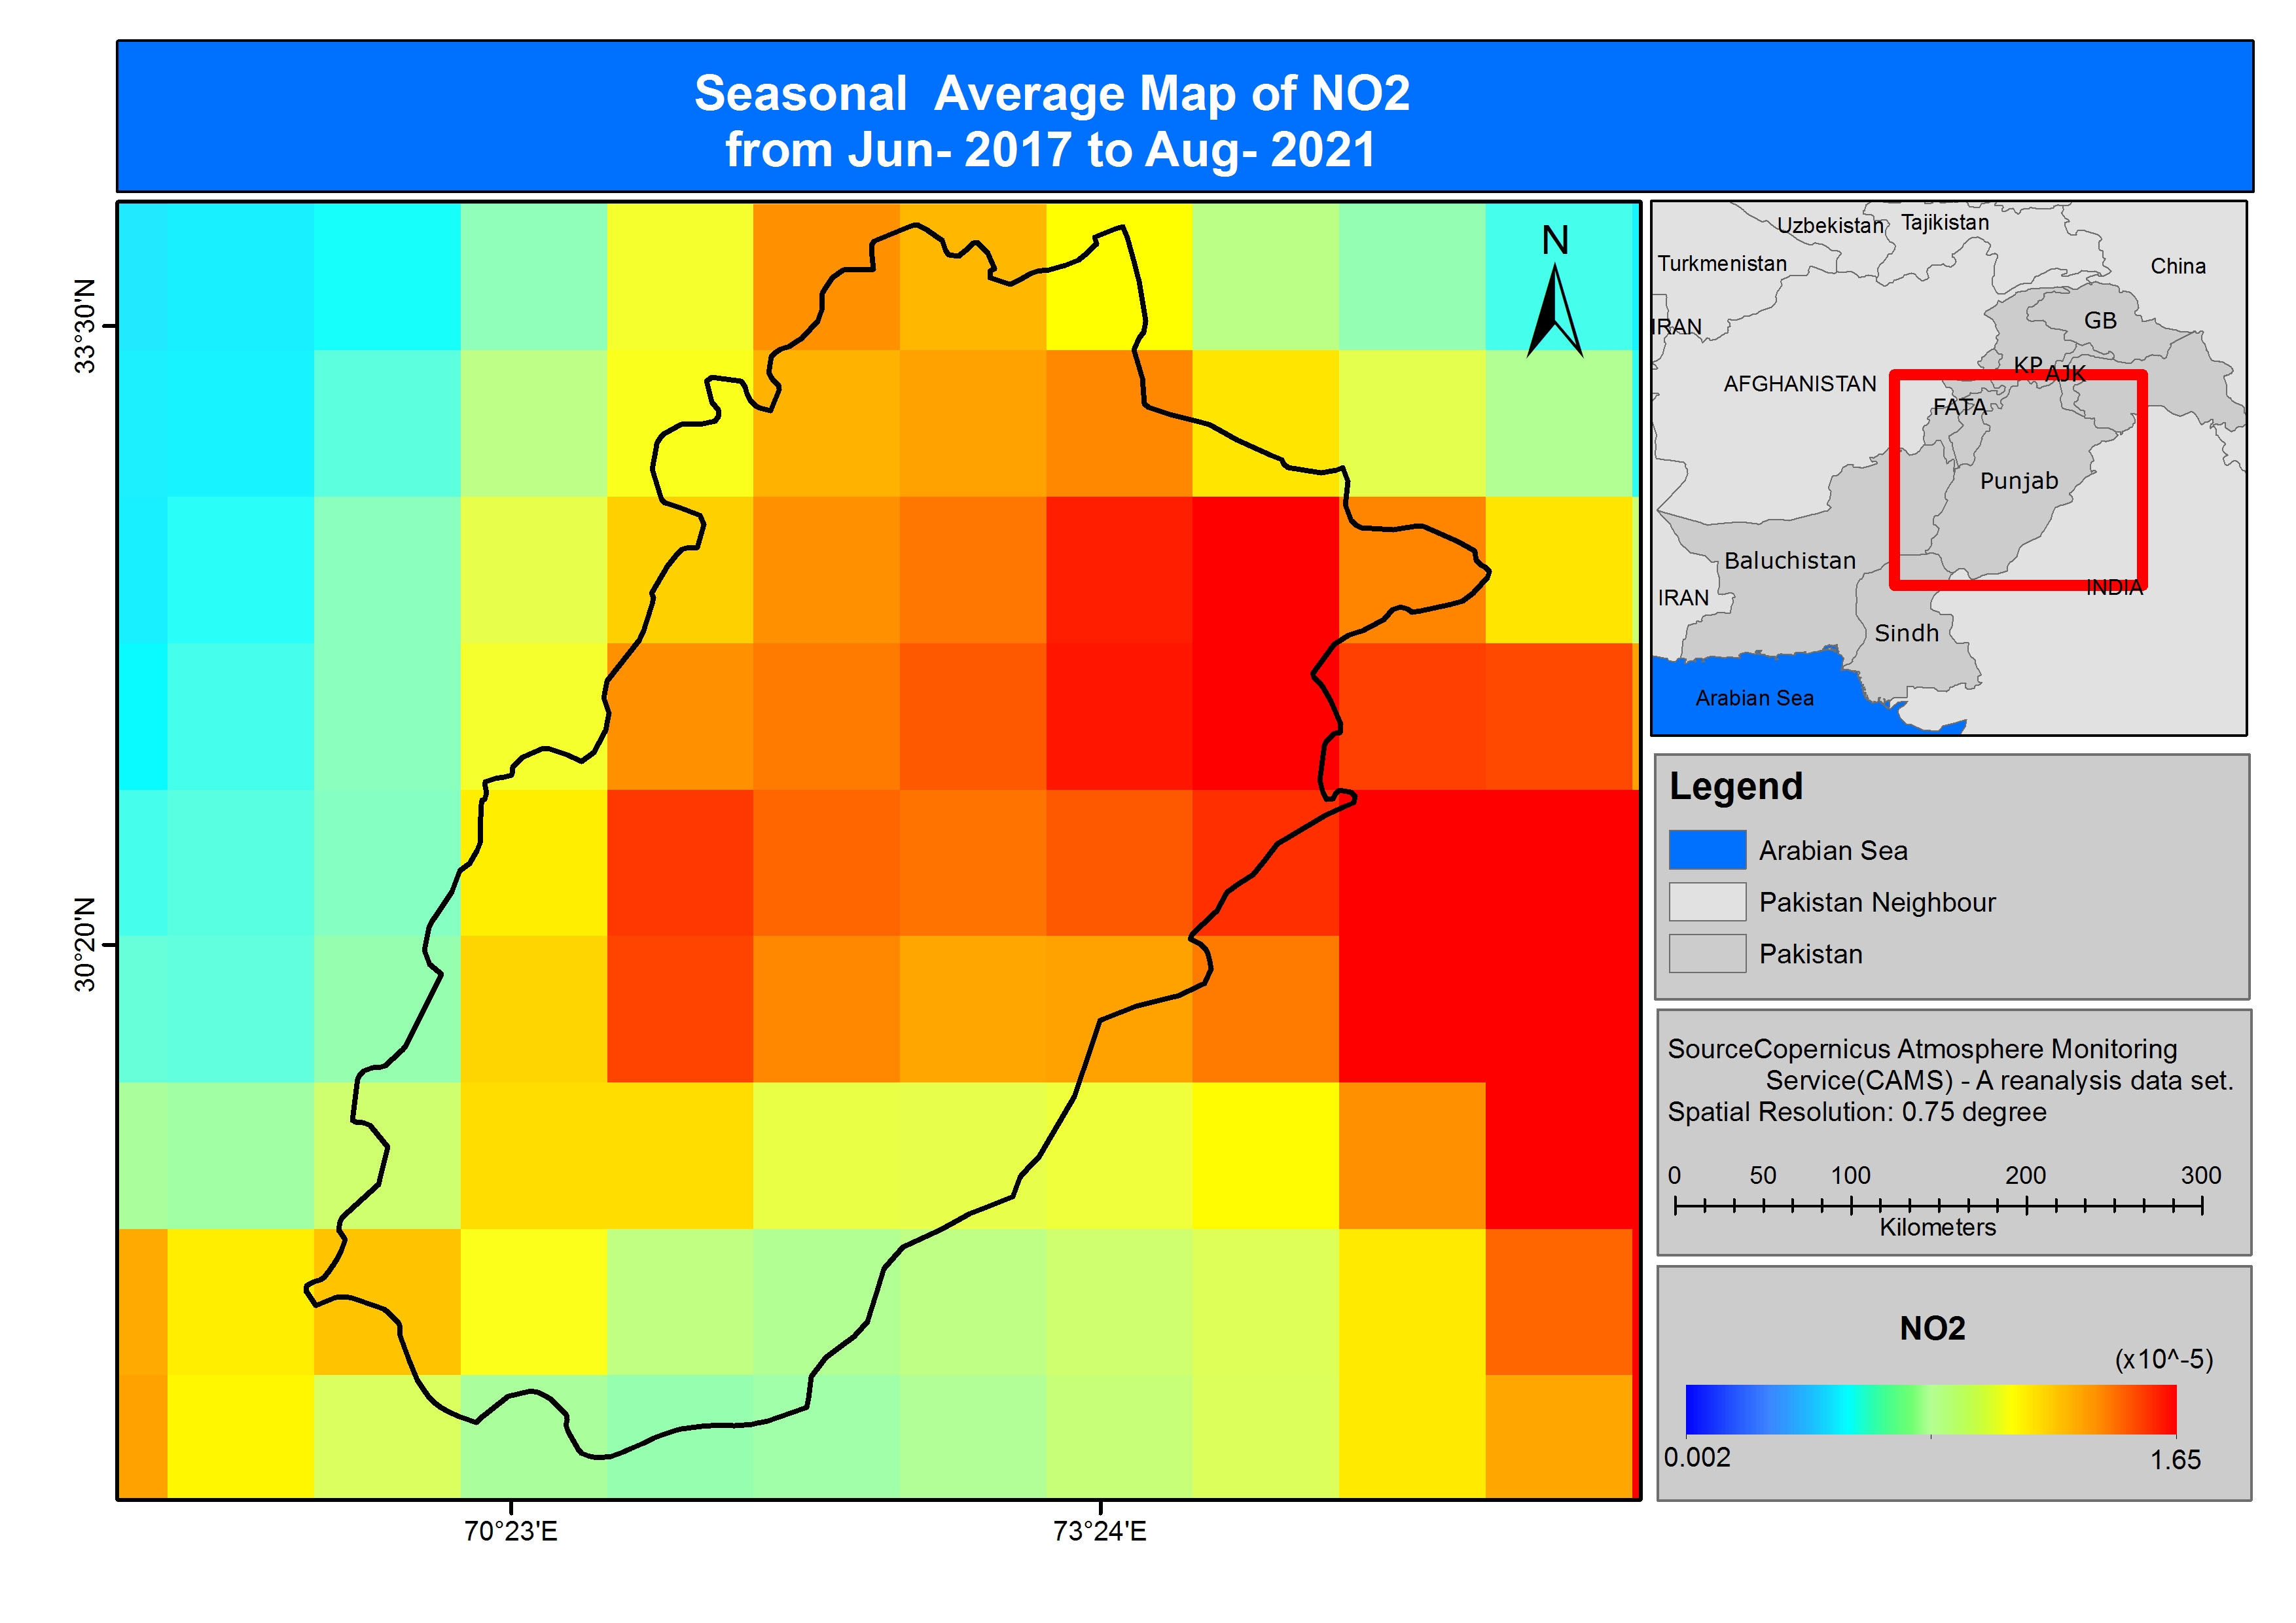 Seasonal  Average Map of NO2
from Jun- 2017 to Aug- 2021
N
33°30'N
30°20'N
70°23'E
73°24'E
Uzbekistan
Tajikistan
Turkmenistan
China
IRAN
GB
KP
AJK
AFGHANISTAN
FATA
Punjab
Baluchistan
INDIA
IRAN
Sindh
Arabian Sea
Legend
Arabian Sea
Pakistan Neighbour
Pakistan
SourceCopernicus Atmosphere Monitoring
Service(CAMS) - A reanalysis data set.
Spatial Resolution: 0.75 degree
0 50 100 200 300
Kilometers
NO2
(x10^-5)
0.002 1.65